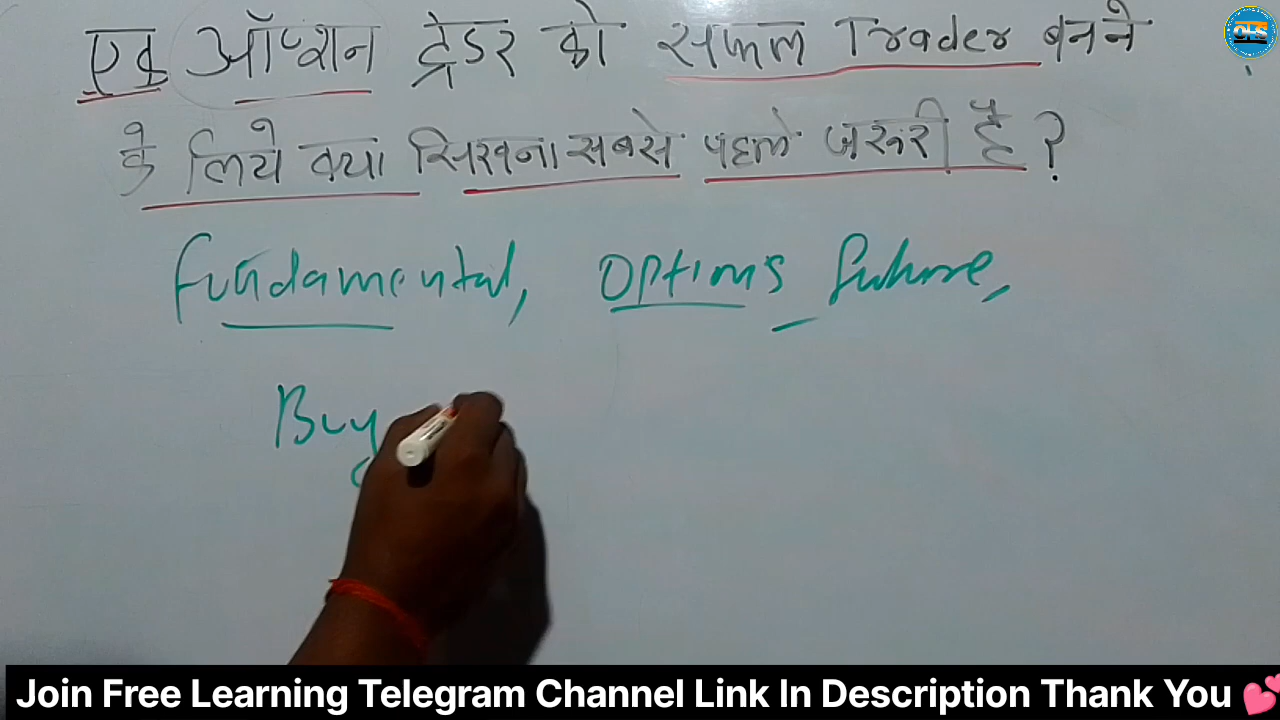 एक ऑप्शन ट्रेडर को सफल Trader बनने
के लिये क्या सिखना सबसे पहले जरुरी है ?
Fundamental, Options future,
Buy
Join Free Learning Telegram Channel Link In Description Thank You 💕